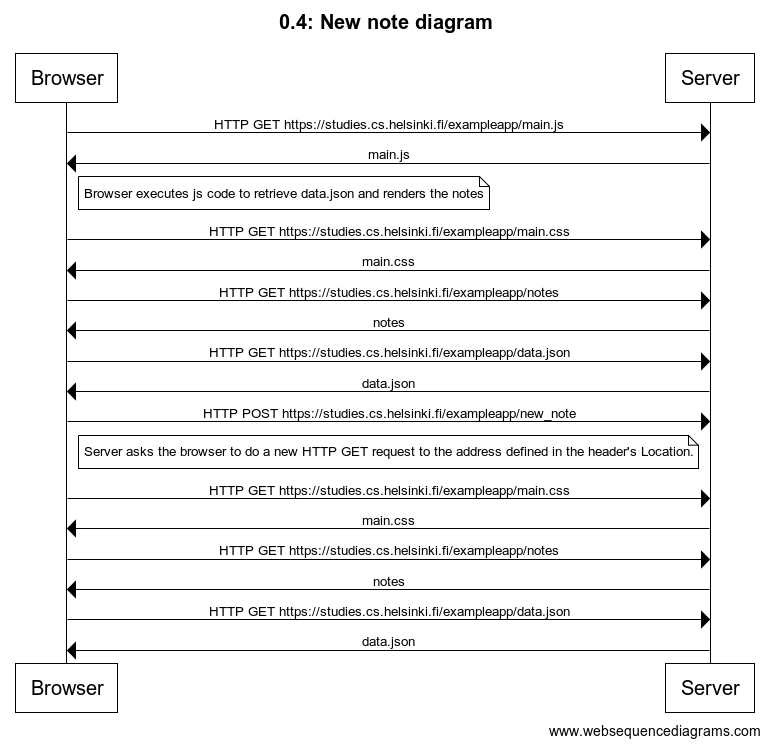 0.4: New note diagram
Browser Server
HTTP GET https://studies.cs.helsinki.fi/exampleapp/main.js
main.js
Browser executes js code to retrieve data.json and renders the notes
HTTP GET https://studies.cs.helsinki.fi/exampleapp/main.css
main.css
HTTP GET https://studies.cs.helsinki.fi/exampleapp/notes
notes
HTTP GET https://studies.cs.helsinki.fi/exampleapp/data.json
data.json
HTTP POST https://studies.cs.helsinki.fi/exampleapp/new_note
Server asks the browser to do a new HTTP GET request to the address defined in the header's Location.
HTTP GET https://studies.cs.helsinki.fi/exampleapp/main.css
main.css
HTTP GET https://studies.cs.helsinki.fi/exampleapp/notes
notes
HTTP GET https://studies.cs.helsinki.fi/exampleapp/data.json
data.json
Browser Server
www.websequencediagrams.com